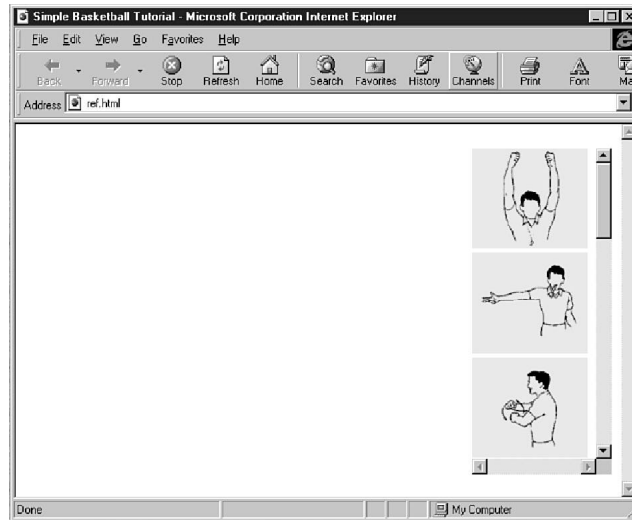 Simple Basketball Tutorial - Microsoft Corporation Internet Explorer
File Edit View Go Favorites Help
Back Forward Stop Refresh Home Search Favorites History Channels Print Font Ma
Address ref.html
Done My Computer